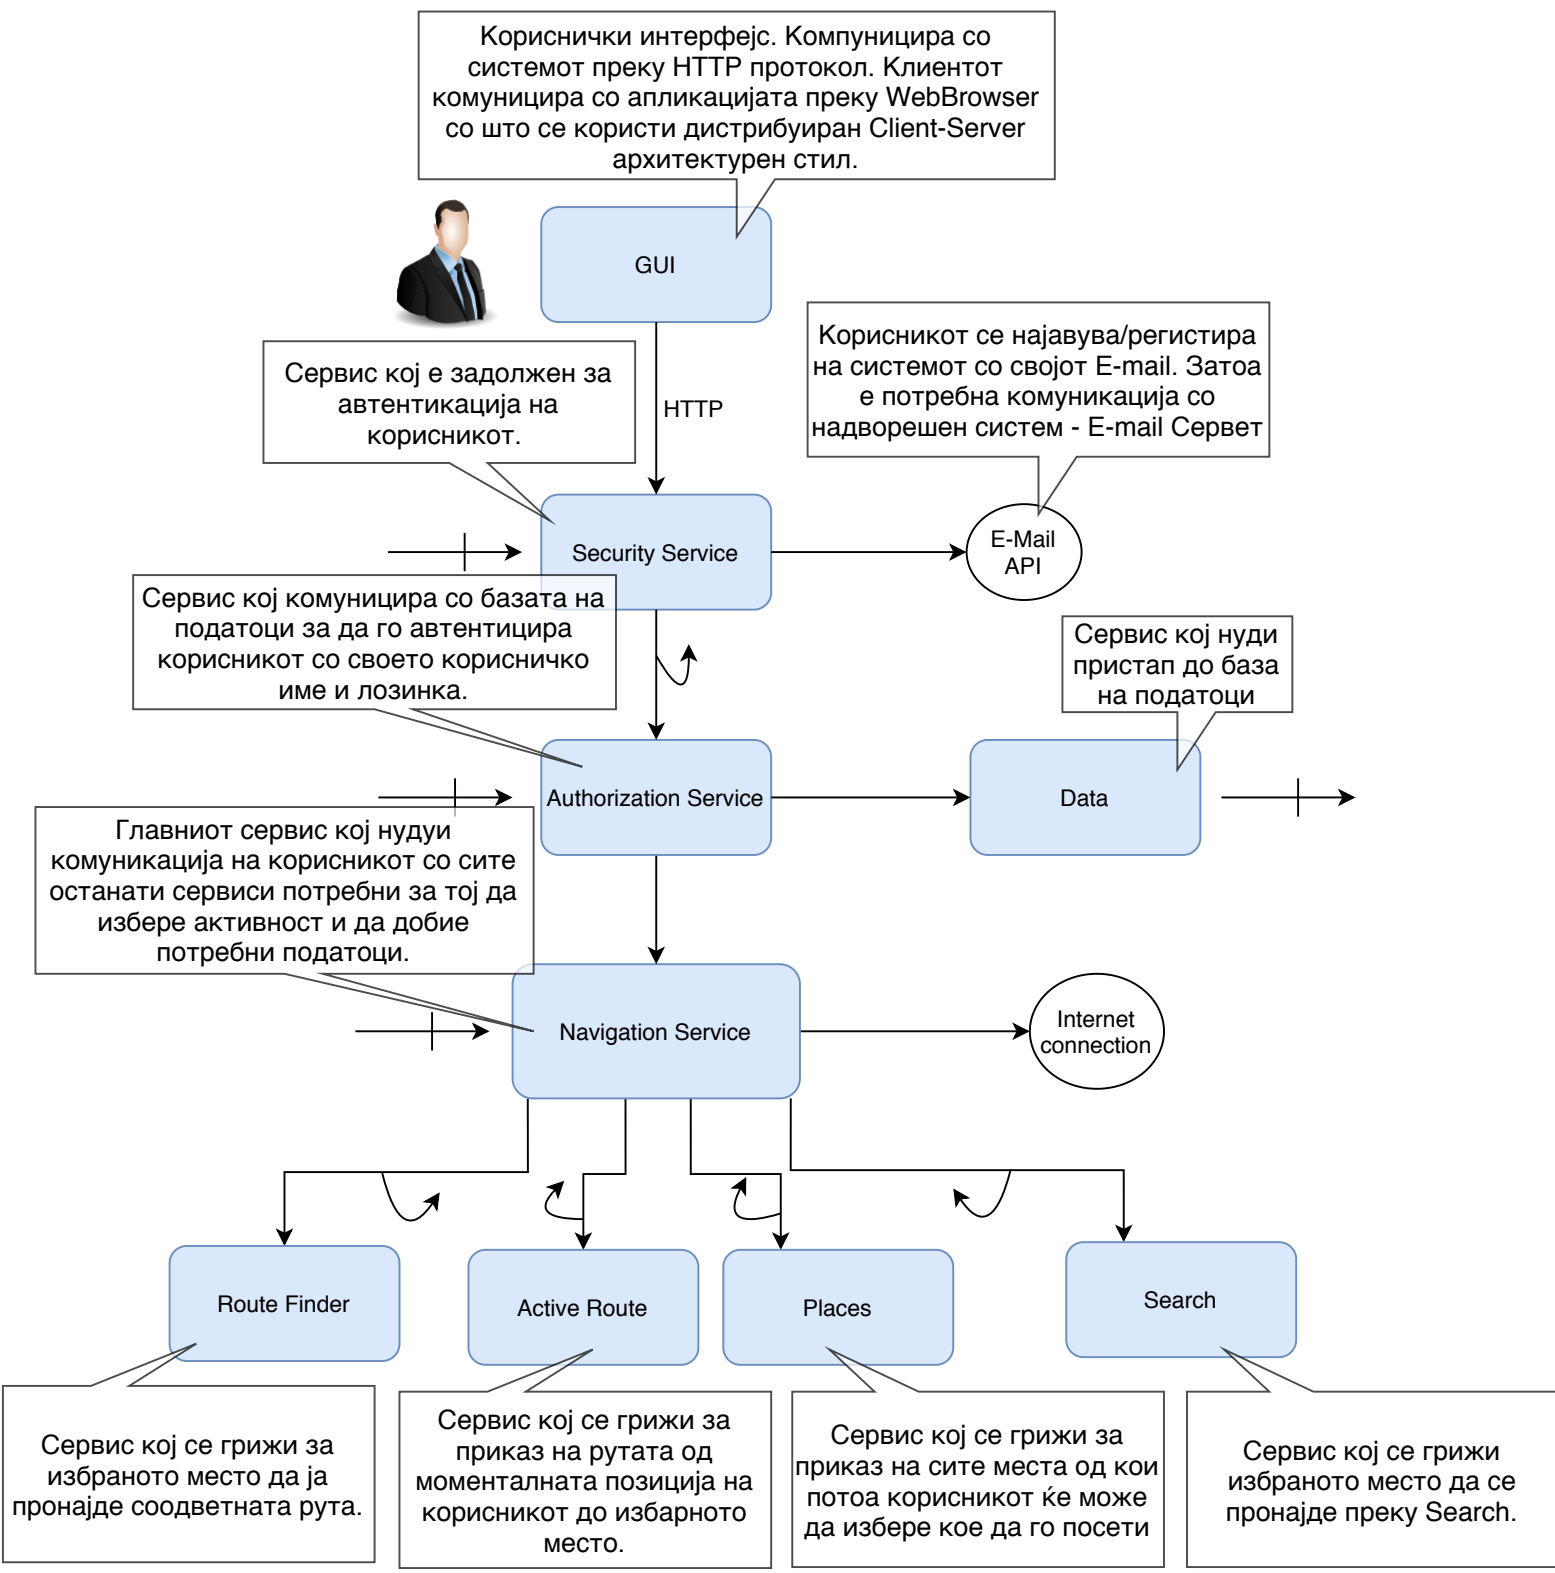 Кориснички интерфејс. Компуницира со
системот преку HTTP протокол. Клиентот
комуницира со апликацијата преку WebBrowser
со што се користи дистрибуиран Client-Server
архитектурен стил.
GUI
Корисникот се најавува/регистира
на системот со својот E-mail. Затоа
е потребна комуникација со
надворешен систем - E-mail Сервет
Сервис кој е задолжен за
автентикација на
корисникот.
HTTP
Security Service
E-Mail
API
Сервис кој комуницира со базата на
податоци за да го автентицира
корисникот со своето корисничко
име и лозинка.
Сервис кој нуди
пристап до база
на податоци
Authorization Service
Data
Главниот сервис кој нудуи
комуникација на корисникот со сите
останати сервиси потребни за тој да
избере активност и да добие
потребни податоци.
Navigation Service
Internet
connection
Route Finder
Active Route
Places
Search
Сервис кој се грижи за
избраното место да ја
пронајде соодветната рута.
Сервис кој се грижи за
приказ на рутата од
моменталната позиција на
корисникот до избарното
место.
Сервис кој се грижи за
приказ на сите места од кои
потоа корисникот ќе може
да избере кое да го посети
Сервис кој се грижи
избраното место да се
пронајде преку Search.